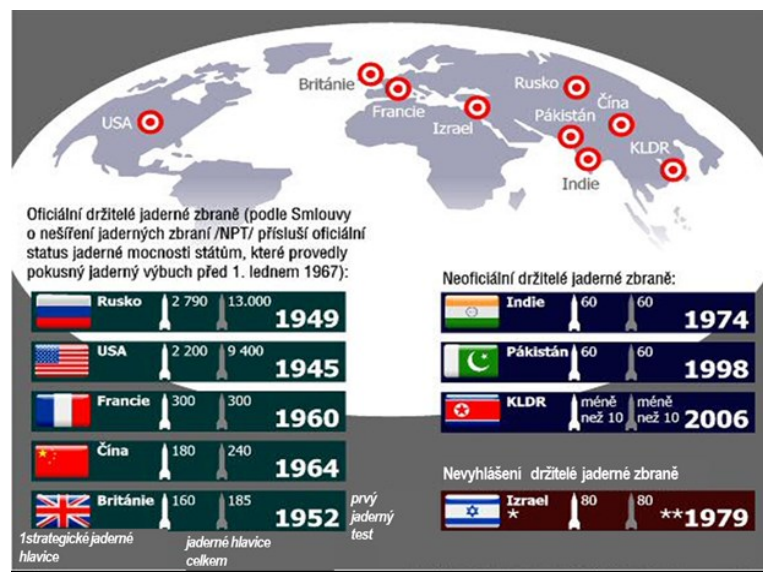 Británie
Rusko
USA
Francie
Izrael
Pákistán
Čína
KLDR
Indie
Oficiální držitelé jaderné zbraně (podle Smlouvy
o nešíření jaderných zbraní /NPT/ přísluší oficiální
status jaderné mocnosti státům, které provedly
pokusný jaderný výbuch před 1. lednem 1967):
Rusko 2 790 13.000 1949
USA 2 200 9 400 1945
Francie 300 300 1960
Čína 180 240 1964
Británie 160 185 1952
prvý
jaderný
test
1strategické jaderné
hlavice
jaderné hlavice
celkem
Neoficiální držitelé jaderné zbraně:
Indie 60 60 1974
Pákistán 60 60 1998
KLDR méně než 10 méně než 10 2006
Nevyhlášení držitelé jaderné zbraně
Izrael * 80 80 **1979